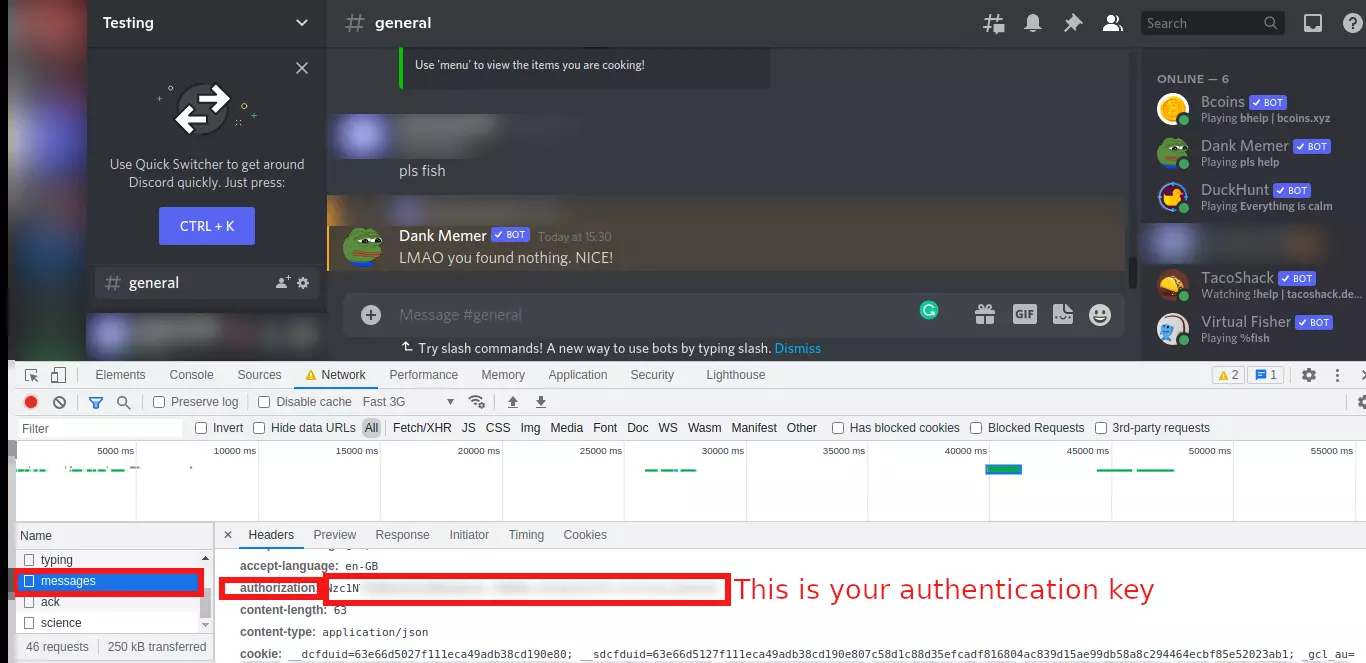 Testing
# general
Search
Use 'menu' to view the items you are cooking!
Use Quick Switcher to get around
Discord quickly. Just press:
CTRL + K
# general
pls fish
Dank Memer BOT Today at 15:30
LMAO you found nothing. NICE!
Message #general
GIF
Try slash commands! A new way to use bots by typing slash. Dismiss
ONLINE — 6
Bcoins BOT
Playing bhelp | bcoins.xyz
Dank Memer BOT
Playing pls help
DuckHunt BOT
Playing Everything is calm
TacoShack BOT
Watching !help | tacoshack.de...
Virtual Fisher BOT
Playing %fish
Elements Console Sources Network Performance Memory Application Security Lighthouse 2 1
Preserve log Disable cache Fast 3G
Filter Invert Hide data URLs All Fetch/XHR JS CSS Img Media Font Doc WS Wasm Manifest Other Has blocked cookies Blocked Requests 3rd-party requests
5000 ms 10000 ms 15000 ms 20000 ms 25000 ms 30000 ms 35000 ms 40000 ms 45000 ms 50000 ms 55000 ms
Name
typing
messages
ack
science
46 requests 250 kB transferred
× Headers Preview Response Initiator Timing Cookies
accept-language: en-GB
authorization: Nzc1N
This is your authentication key
content-length: 63
content-type: application/json
cookie: __dcfduid=63e66d5027f111eca49adb38cd190e80; __sdcfduid=63e66d5127f111eca49adb38cd190e807c58d1c88d35efcadf816804ac839d15ae99db58a8c294464ecbf85e52023ab1; _gcl_au=